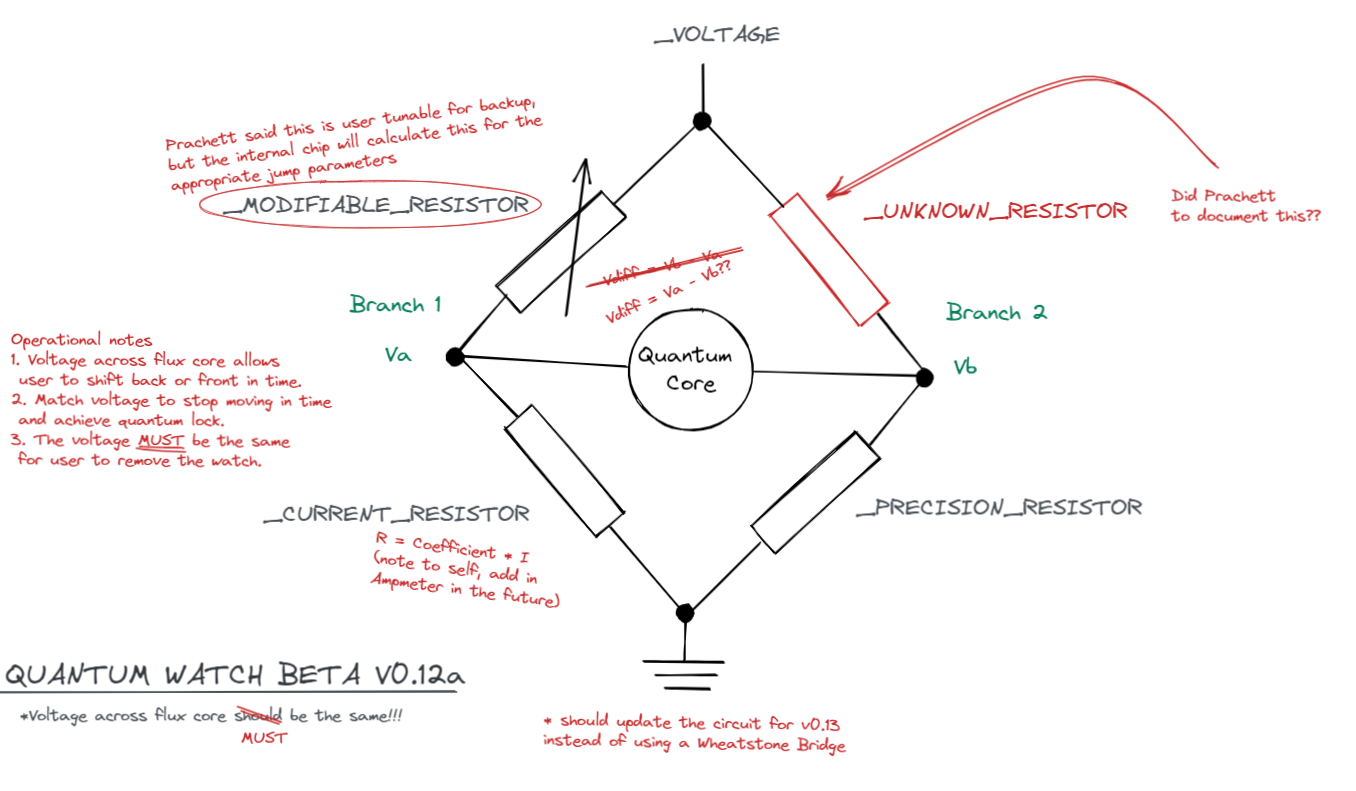 _VOLTAGE
Prachett said this is user tunable for backup,
but the internal chip will calculate this for the
appropriate jump parameters
_MODIFIABLE_RESISTOR
_UNKNOWN_RESISTOR
Did Prachett
to document this??
Vdiff = Vb - Va
Vdiff = Va - Vb??
Branch 1
Branch 2
Va
Quantum
Core
Vb
Operational notes
1. Voltage across flux core allows
user to shift back or front in time.
2. Match voltage to stop moving in time
and achieve quantum lock.
3. The voltage MUST be the same
for user to remove the watch.
_CURRENT_RESISTOR
R = Coefficient * I
(note to self, add in
Ampmeter in the future)
_PRECISION_RESISTOR
QUANTUM WATCH BETA V0.12a
*Voltage across flux core should be the same!!!
MUST
* should update the circuit for v0.13
instead of using a Wheatstone Bridge